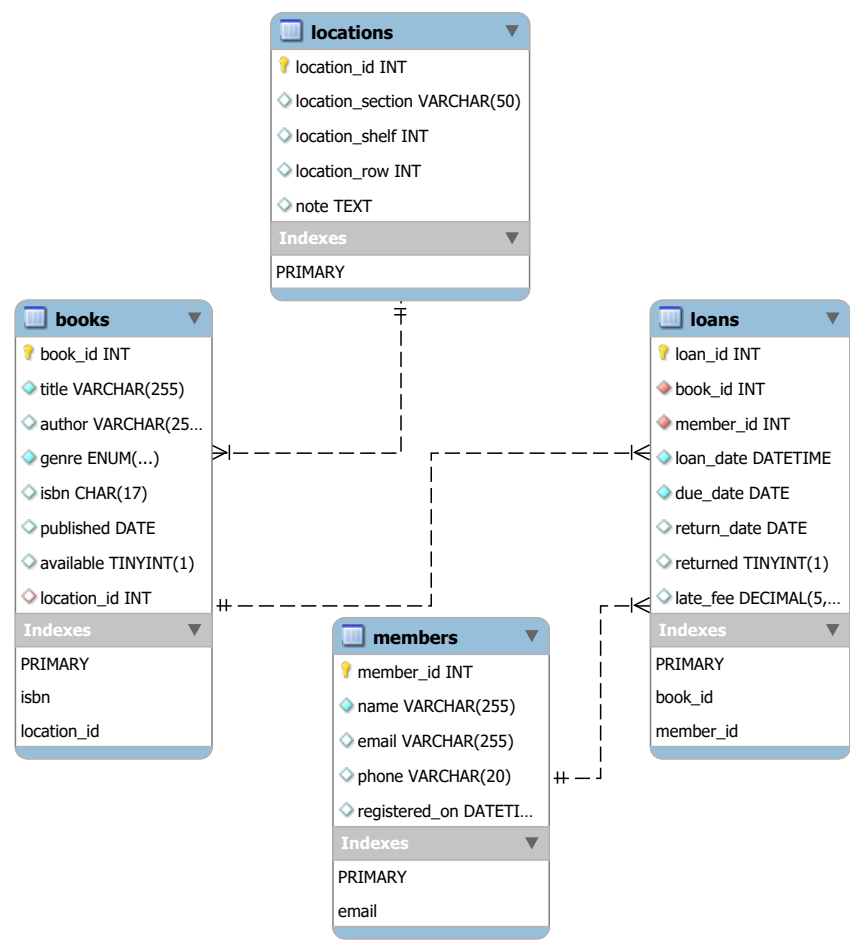 locations
location_id INT
location_section VARCHAR(50)
location_shelf INT
location_row INT
note TEXT
Indexes
PRIMARY
books
book_id INT
title VARCHAR(255)
author VARCHAR(25...
genre ENUM(...)
isbn CHAR(17)
published DATE
available TINYINT(1)
location_id INT
Indexes
PRIMARY
isbn
location_id
loans
loan_id INT
book_id INT
member_id INT
loan_date DATETIME
due_date DATE
return_date DATE
returned TINYINT(1)
late_fee DECIMAL(5,...
Indexes
PRIMARY
book_id
member_id
members
member_id INT
name VARCHAR(255)
email VARCHAR(255)
phone VARCHAR(20)
registered_on DATETI...
Indexes
PRIMARY
email